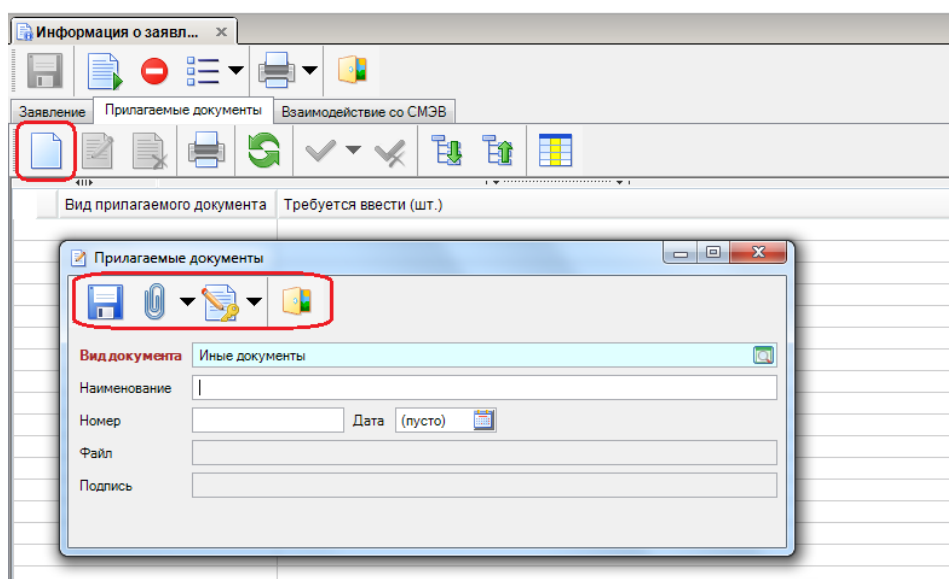 Информация о заявл...
Заявление Прилагаемые документы Взаимодействие со СМЭВ
Вид прилагаемого документа Требуется ввести (шт.)
Прилагаемые документы
Вид документа Иные документы
Наименование
Номер Дата (пусто)
Файл
Подпись